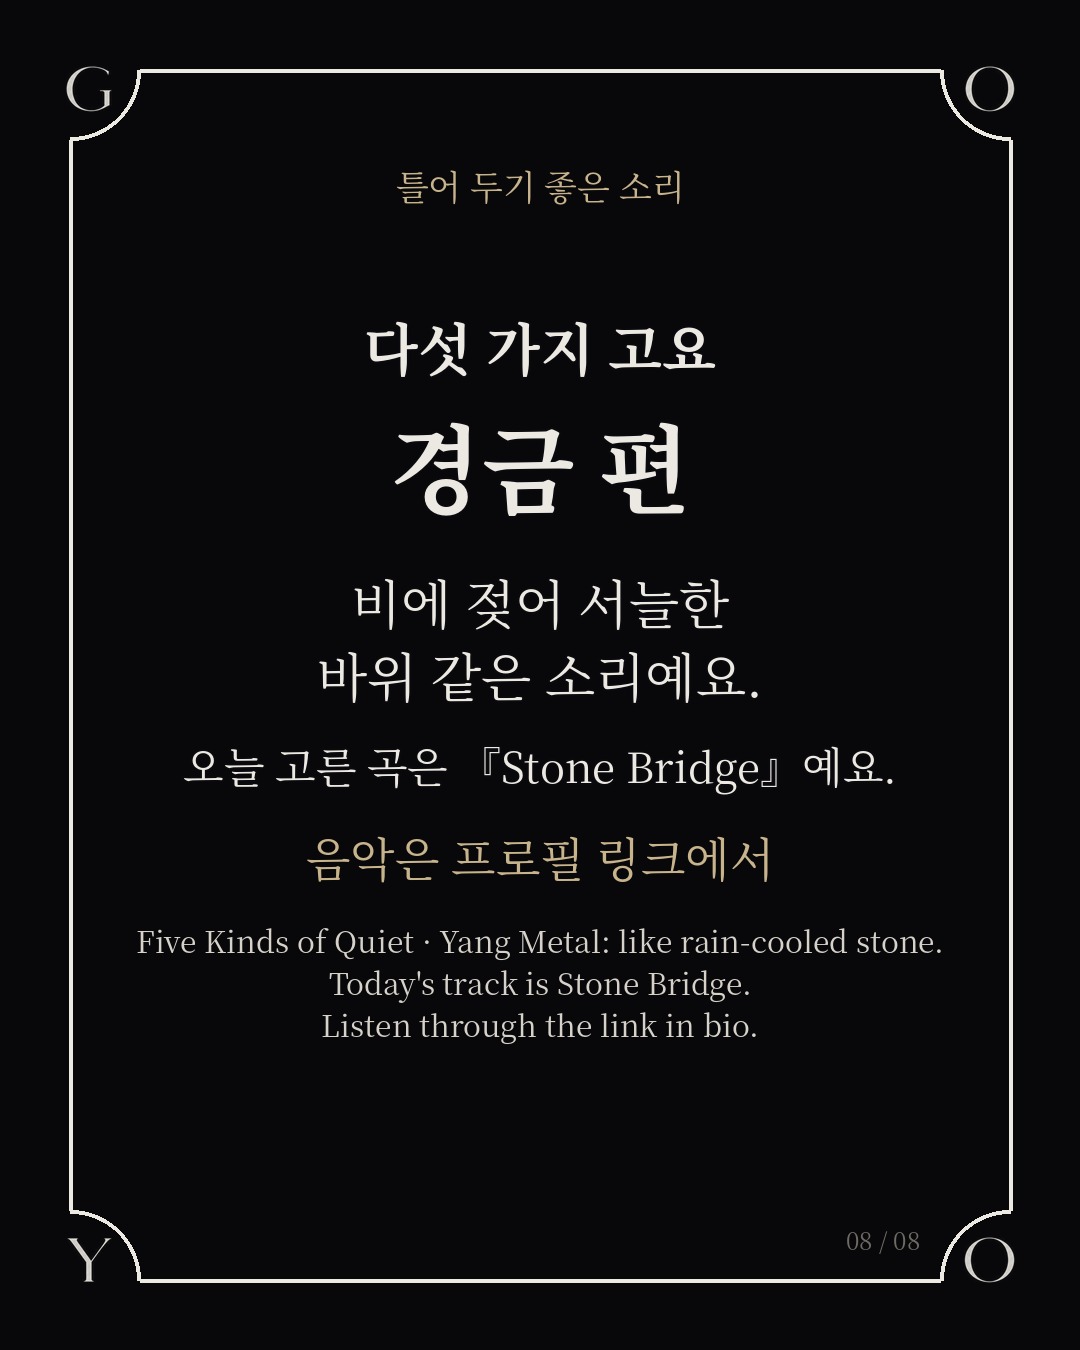 G O
틀어 두기 좋은 소리
다섯 가지 고요
경금 편
비에 젖어 서늘한
바위 같은 소리예요.
오늘 고른 곡은 『Stone Bridge』예요.
음악은 프로필 링크에서
Five Kinds of Quiet · Yang Metal: like rain-cooled stone.
Today's track is Stone Bridge.
Listen through the link in bio.
08 / 08
Y O